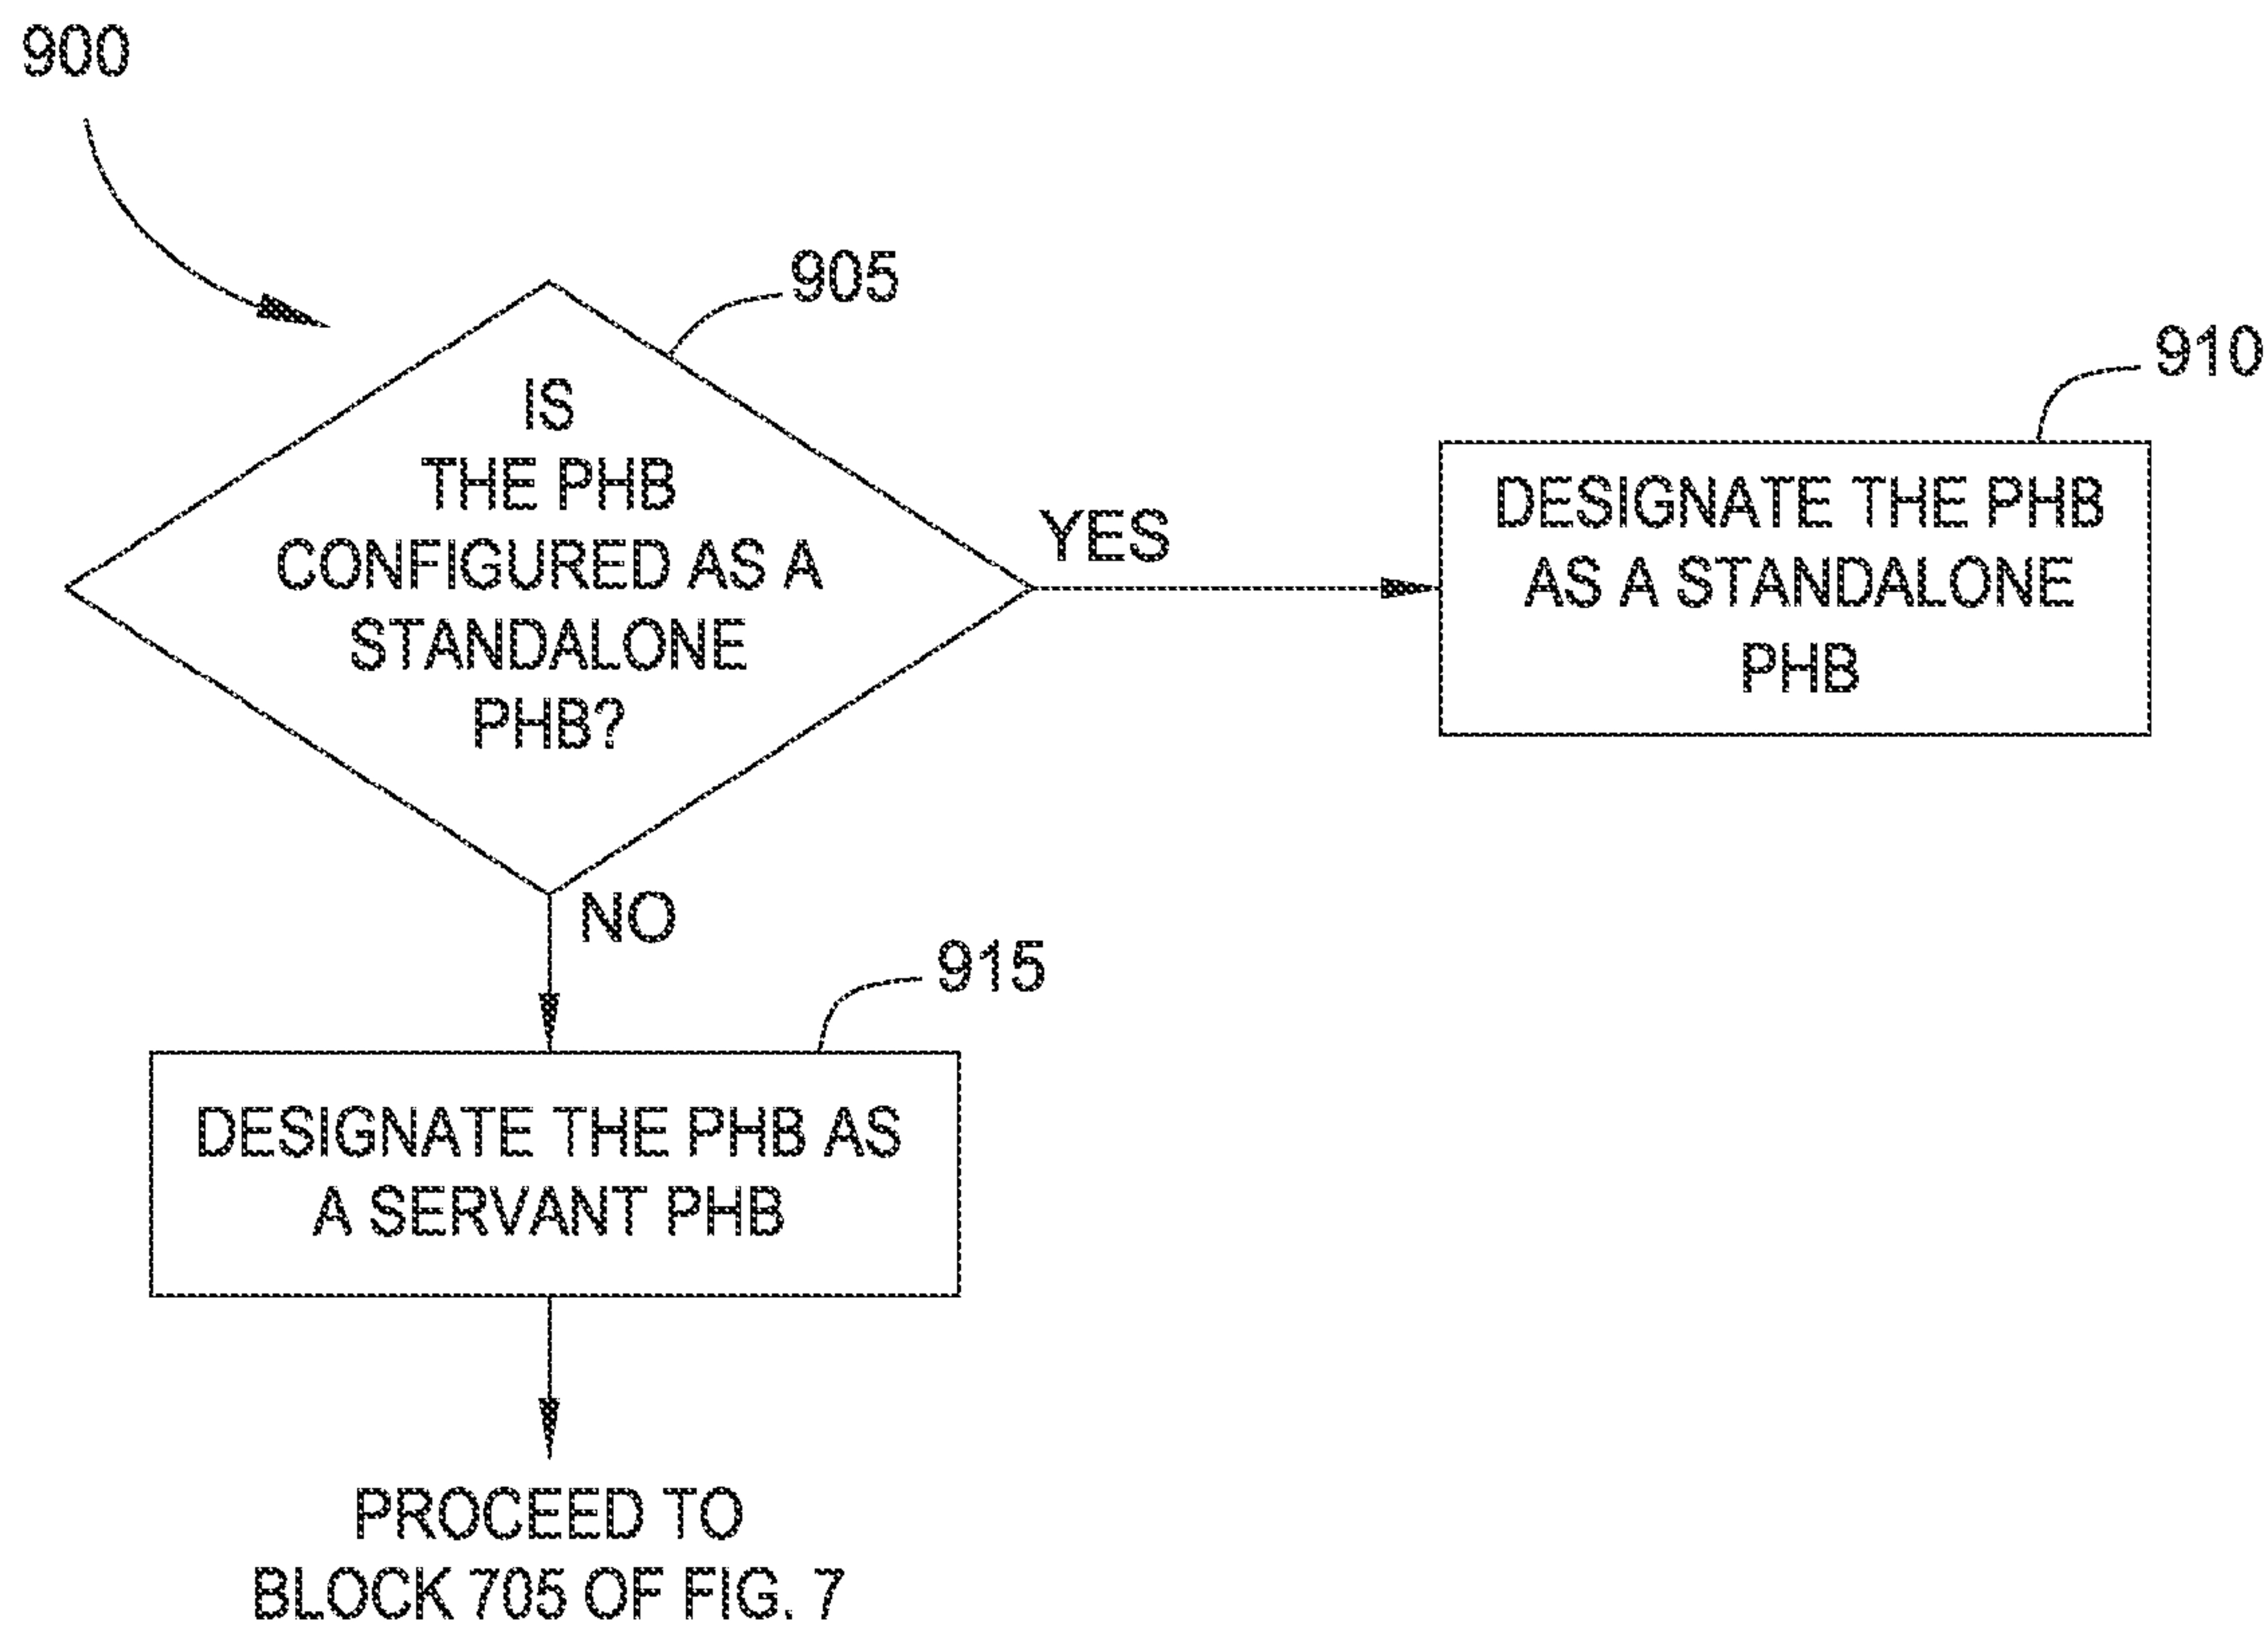 900
905
IS
THE PHB
CONFIGURED AS A
STANDALONE
PHB?
YES
910
DESIGNATE THE PHB
AS A STANDALONE
PHB
NO
915
DESIGNATE THE PHB AS
A SERVANT PHB
PROCEED TO
BLOCK 705 OF FIG. 7